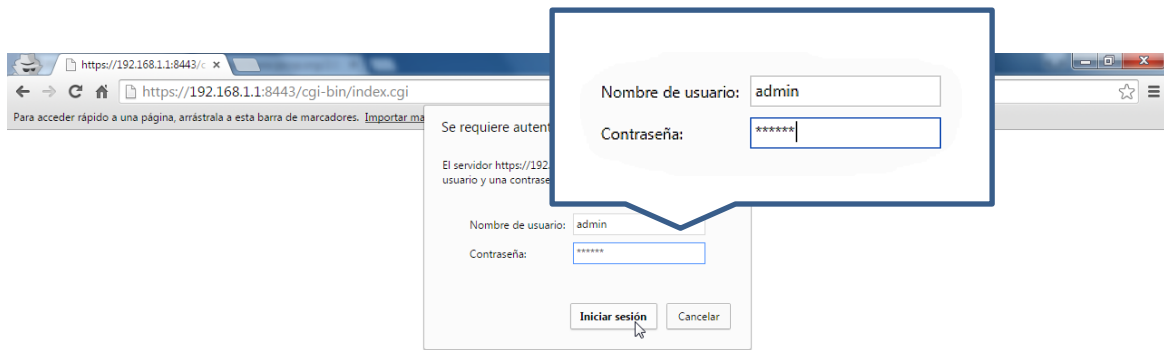 https://192.168.1.1:8443/c
https://192.168.1.1:8443/cgi-bin/index.cgi
Para acceder rápido a una página, arrástrala a esta barra de marcadores. Importar ma
Nombre de usuario: admin
Contraseña: ******
Se requiere autent
El servidor https://192.
usuario y una contrase
Nombre de usuario: admin
Contraseña: ******
Iniciar sesión Cancelar